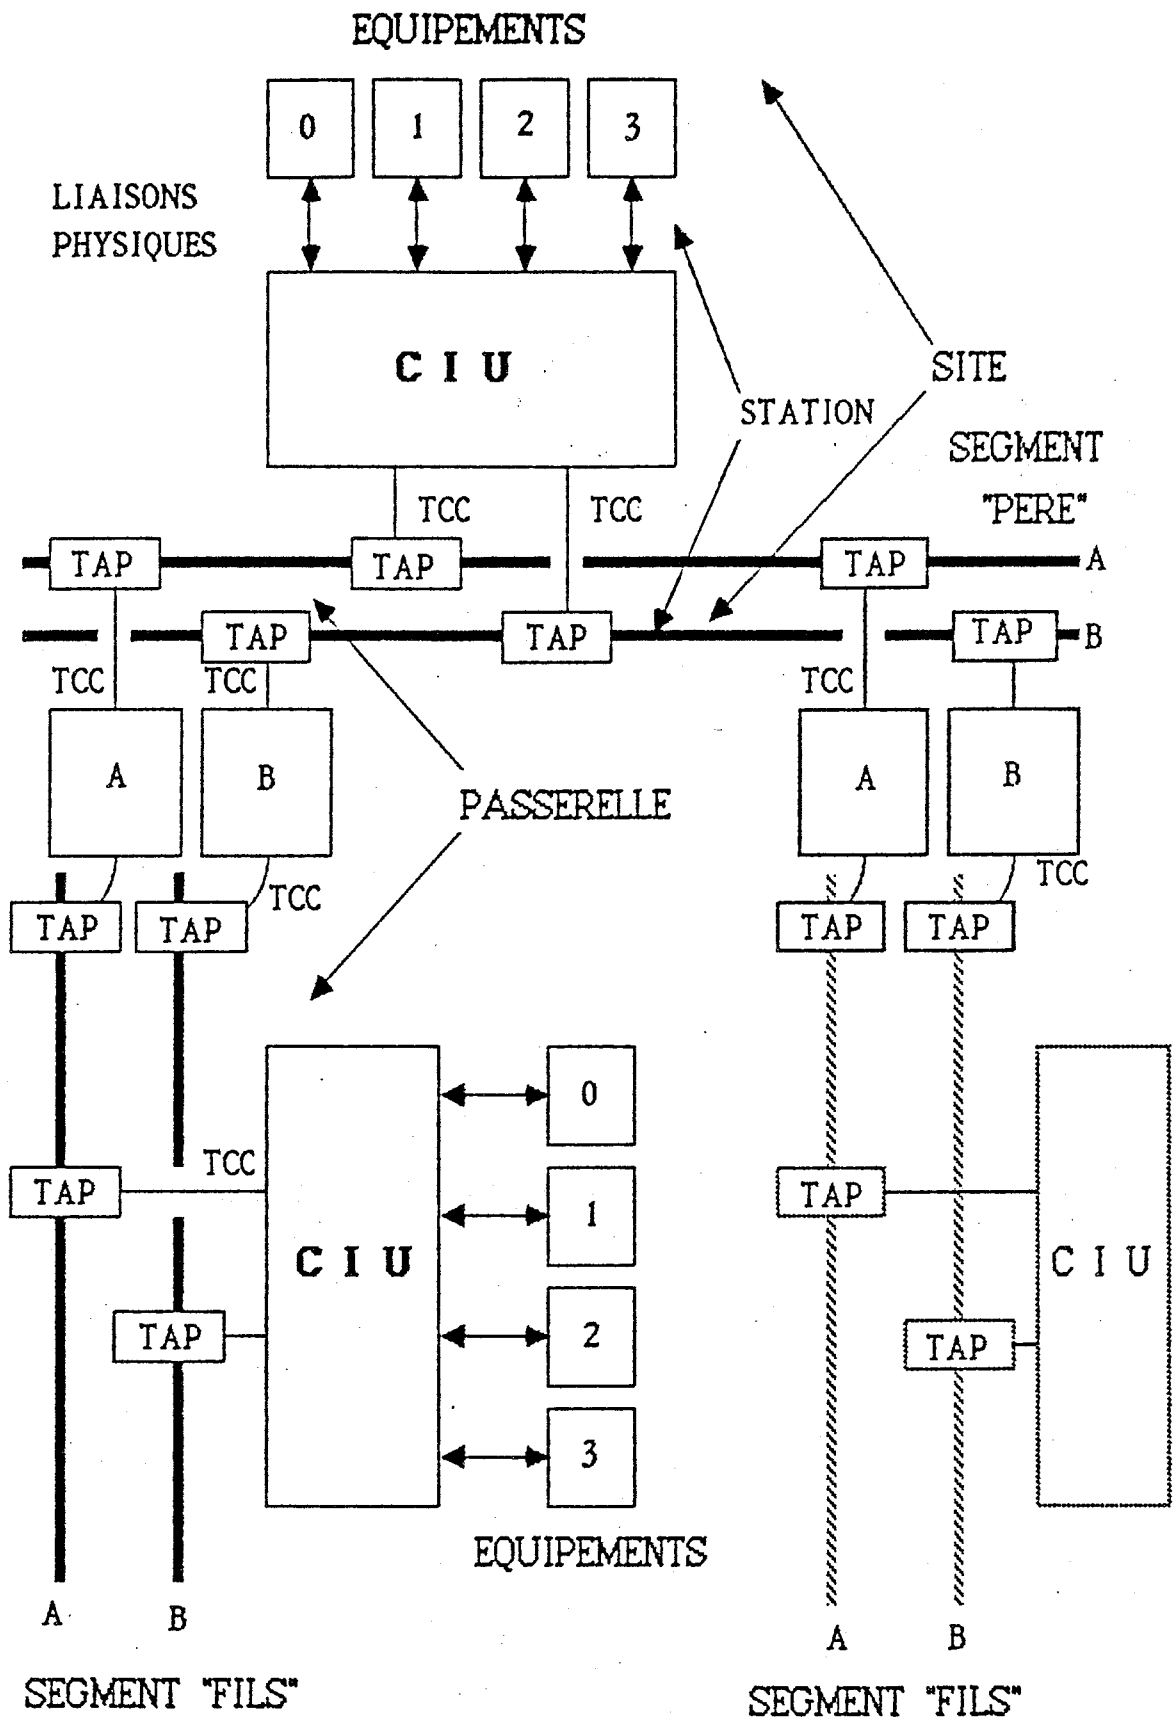 EQUIPEMENTS
0 1 2 3
LIAISONS
PHYSIQUES
C I U
SITE
STATION
SEGMENT
"PERE"
TCC TCC
TAP TAP TAP A
TAP TAP TAP B
TCC TCC TCC
A B A B
PASSERELLE
TCC TCC
TAP TAP TAP TAP
0
TCC
TAP TAP
1
C I U C I U
2
TAP TAP
3
EQUIPEMENTS
A B
A B
SEGMENT "FILS"
SEGMENT "FILS"